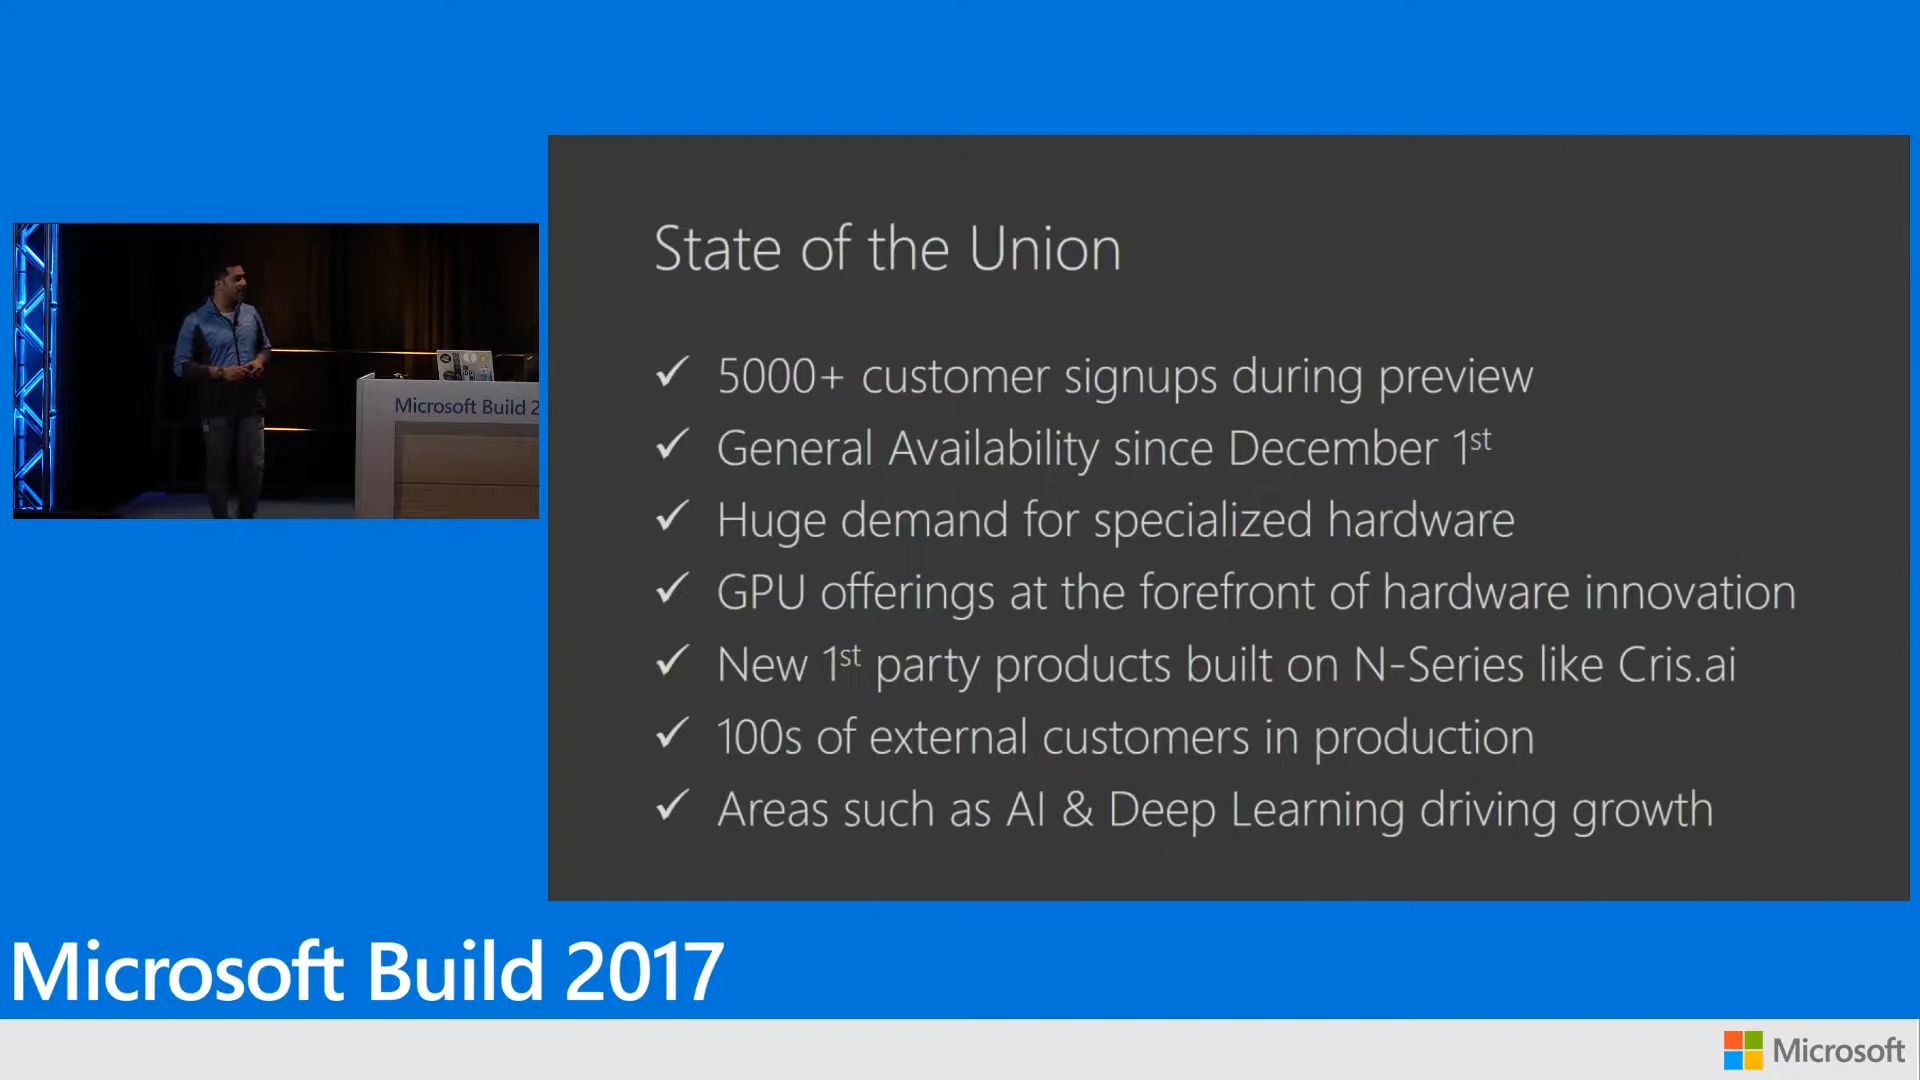 State of the Union
✓ 5000+ customer signups during preview
✓ General Availability since December 1st
✓ Huge demand for specialized hardware
✓ GPU offerings at the forefront of hardware innovation
✓ New 1st party products built on N-Series like Cris.ai
✓ 100s of external customers in production
✓ Areas such as AI & Deep Learning driving growth
Microsoft Build 2
Microsoft Build 2017
Microsoft